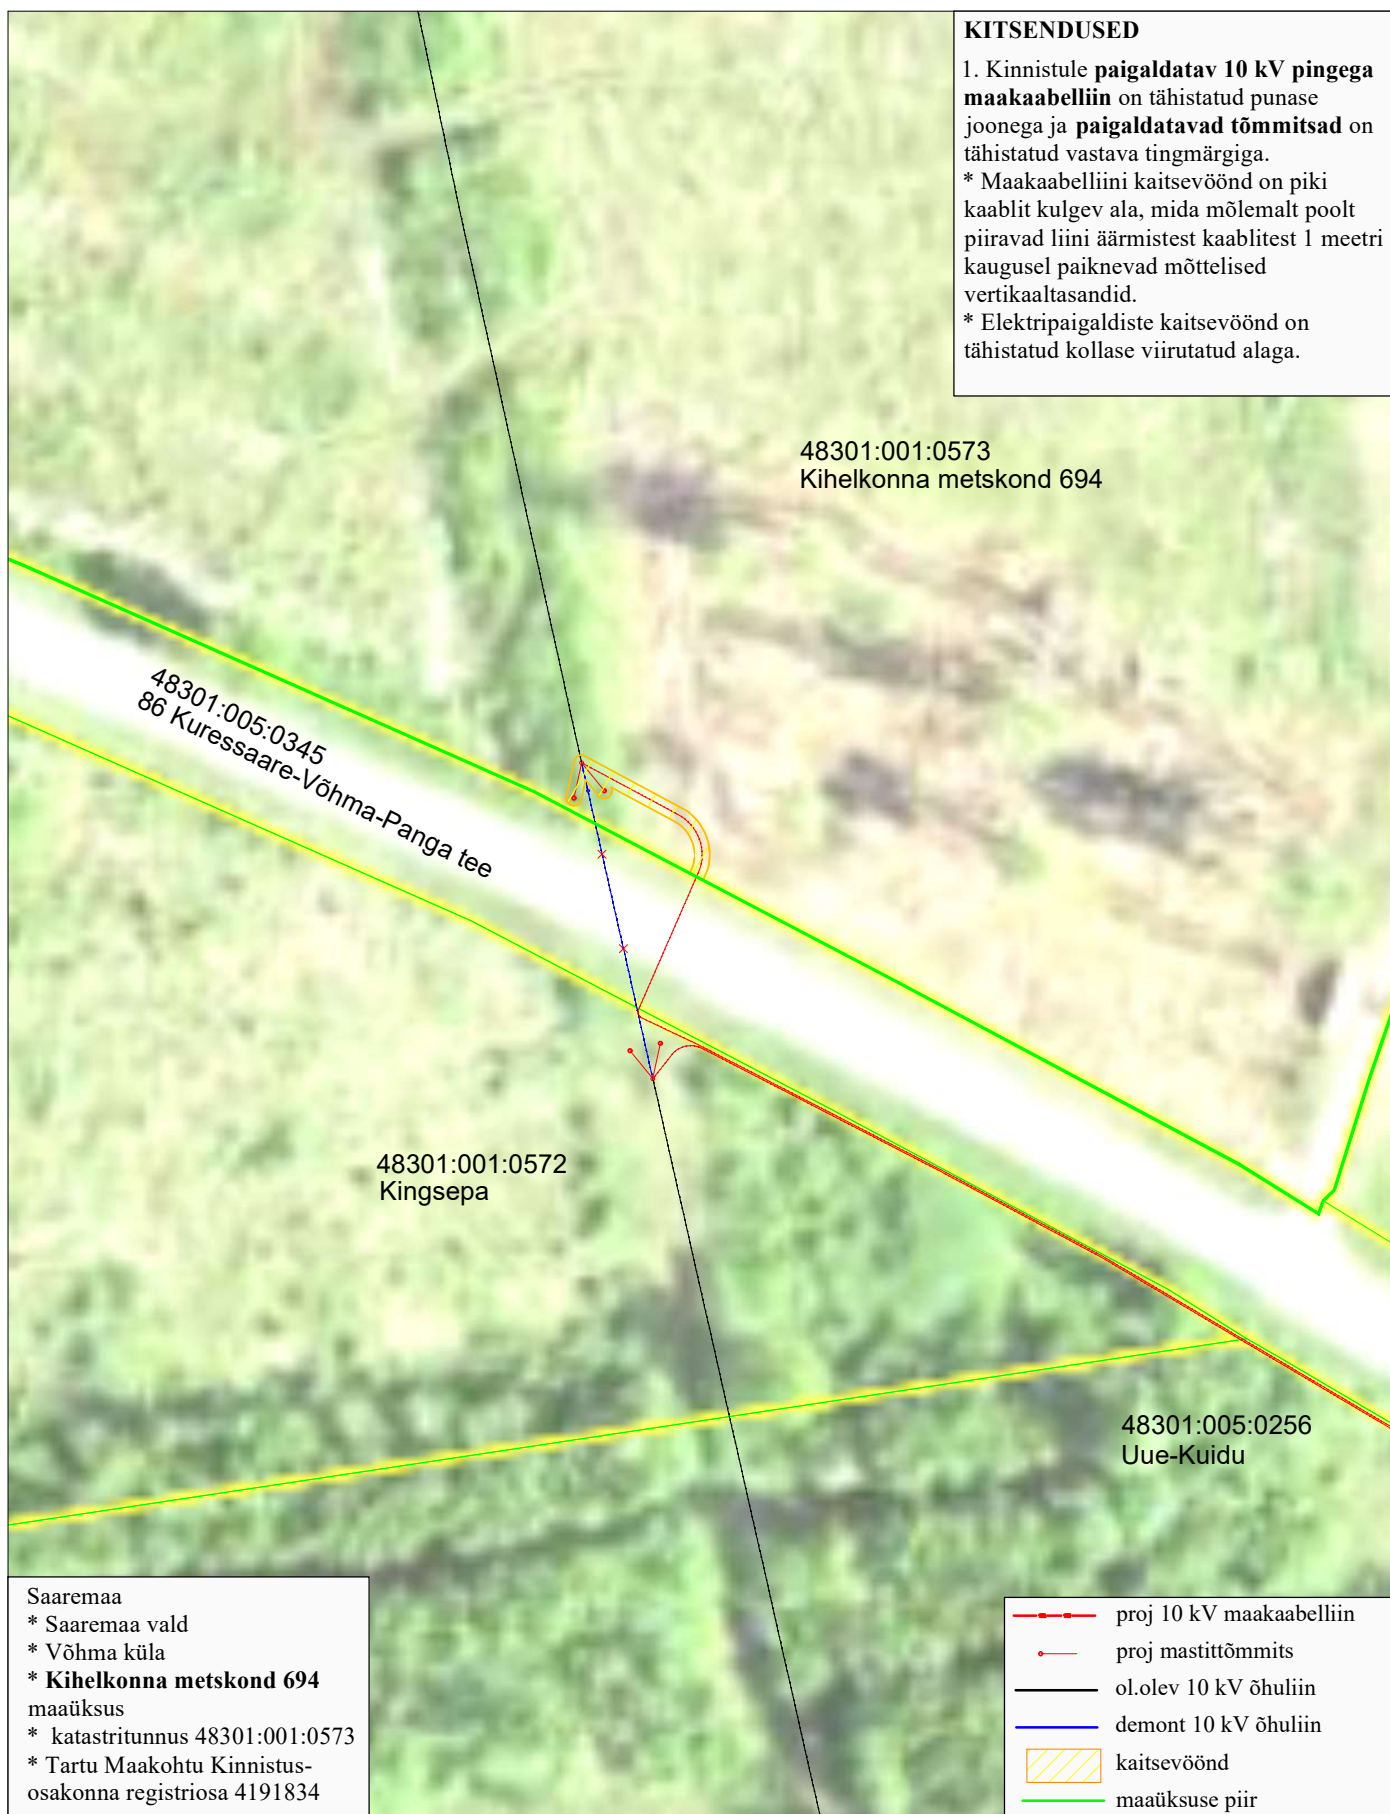 KITSENDUSED
1. Kinnistule paigaldatav 10 kV pingega
maakaabelliin on tähistatud punase
joonega ja paigaldatavad tõmmitsad on
tähistatud vastava tingmärgiga.
* Maakaabelliini kaitsevöönd on piki
kaablit kulgev ala, mida mõlemalt poolt
piiravad liini äärmistest kaablitest 1 meetri
kaugusel paiknevad mõttelised
vertikaaltasandid.
* Elektripaigaldiste kaitsevöönd on
tähistatud kollase viirutatud alaga.
48301:001:0573
Kihelkonna metskond 694
48301:005:0345
86 Kuressaare-Võhma-Panga tee
48301:001:0572
Kingsepa
48301:005:0256
Uue-Kuidu
Saaremaa
* Saaremaa vald
* Võhma küla
* Kihelkonna metskond 694
maaüksus
* katastritunnus 48301:001:0573
* Tartu Maakohtu Kinnistus-
osakonna registriosa 4191834
proj 10 kV maakaabelliin
proj mastitõmmits
ol.olev 10 kV õhuliin
demont 10 kV õhuliin
kaitsevöönd
maaüksuse piir